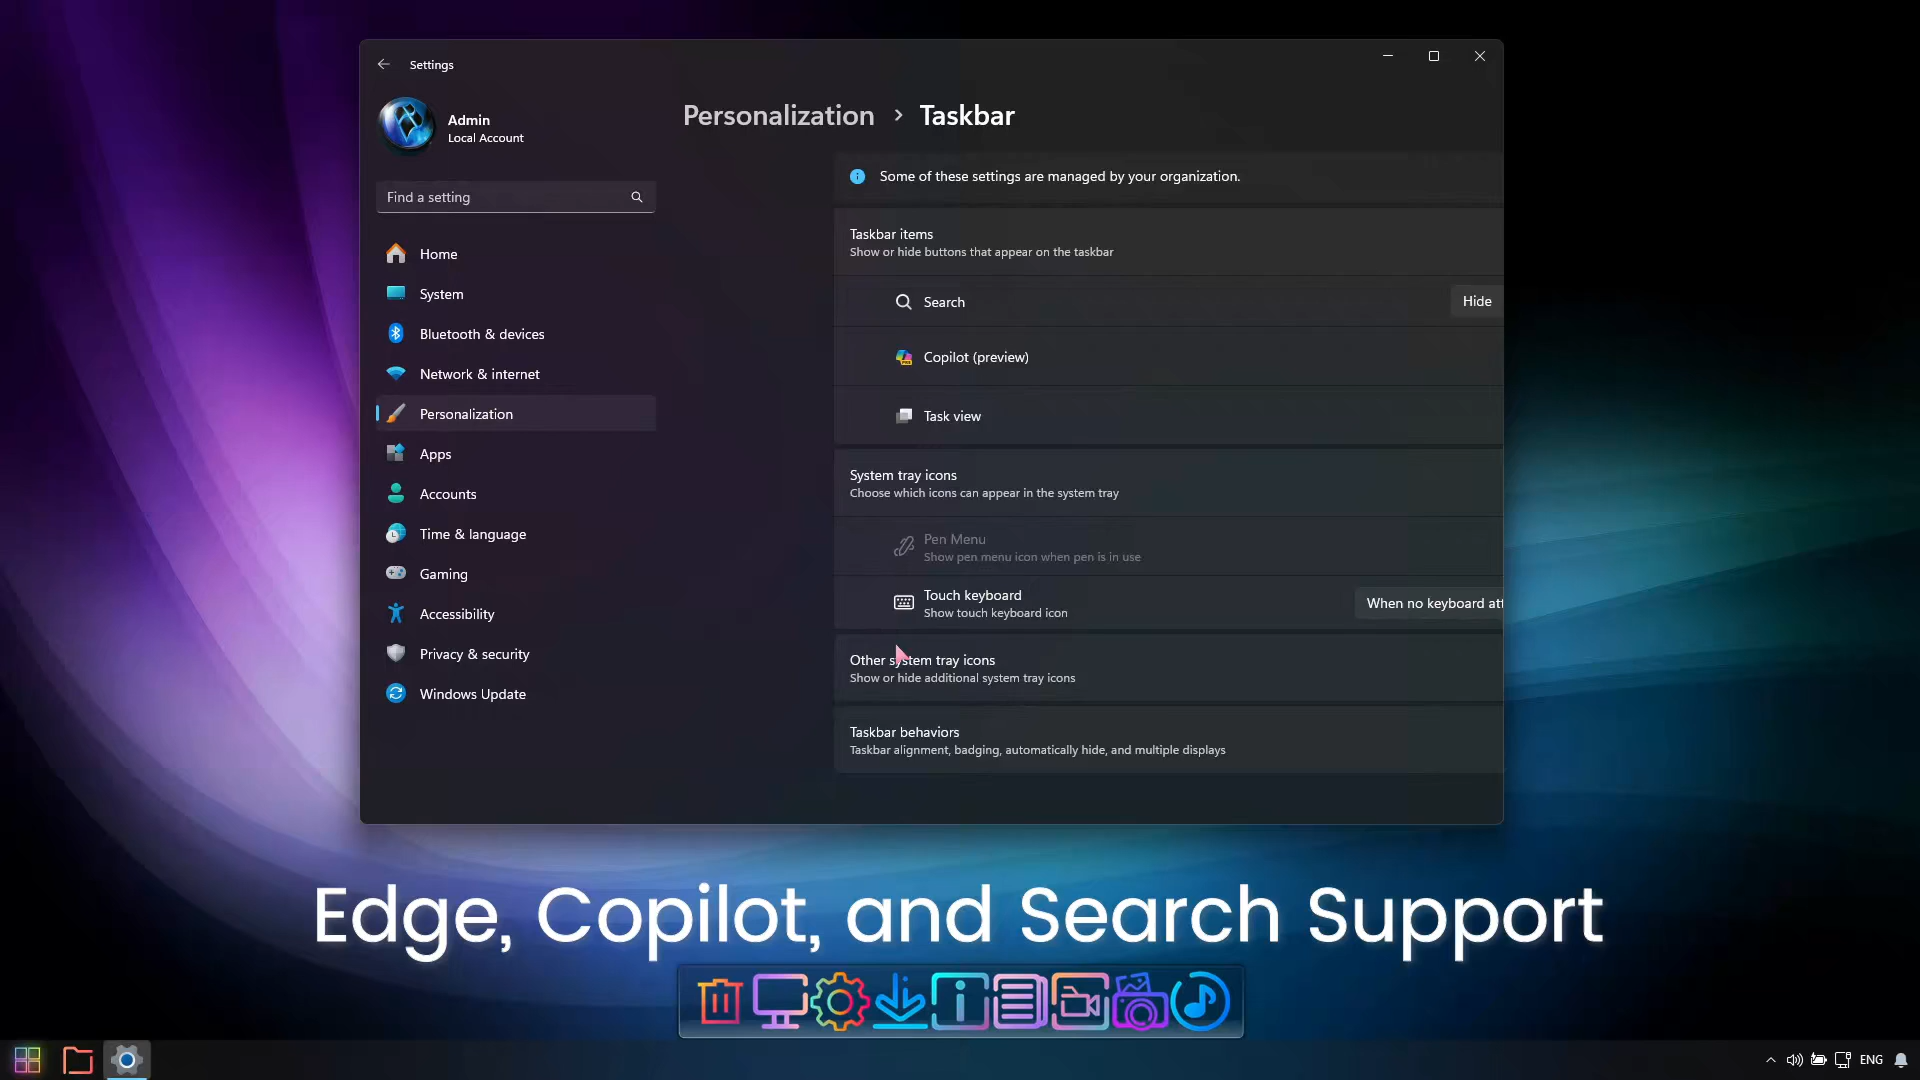 Settings
Admin
Local Account
Find a setting
Home
System
Bluetooth & devices
Network & internet
Personalization
Apps
Accounts
Time & language
Gaming
Accessibility
Privacy & security
Windows Update
Personalization > Taskbar
Some of these settings are managed by your organization.
Taskbar items
Show or hide buttons that appear on the taskbar
Search
Hide
Copilot (preview)
Task view
System tray icons
Choose which icons can appear in the system tray
Pen Menu
Show pen menu icon when pen is in use
Touch keyboard
Show touch keyboard icon
When no keyboard att
Other system tray icons
Show or hide additional system tray icons
Taskbar behaviors
Taskbar alignment, badging, automatically hide, and multiple displays
Edge, Copilot, and Search Support
ENG